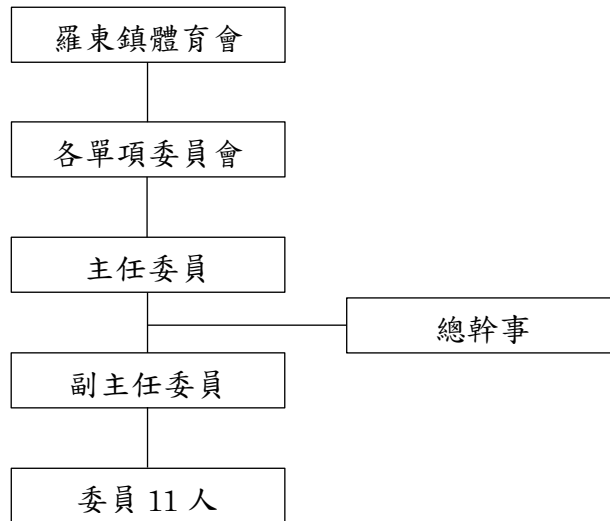 羅東鎮體育會
各單項委員會
主任委員
總幹事
副主任委員
委員 11 人